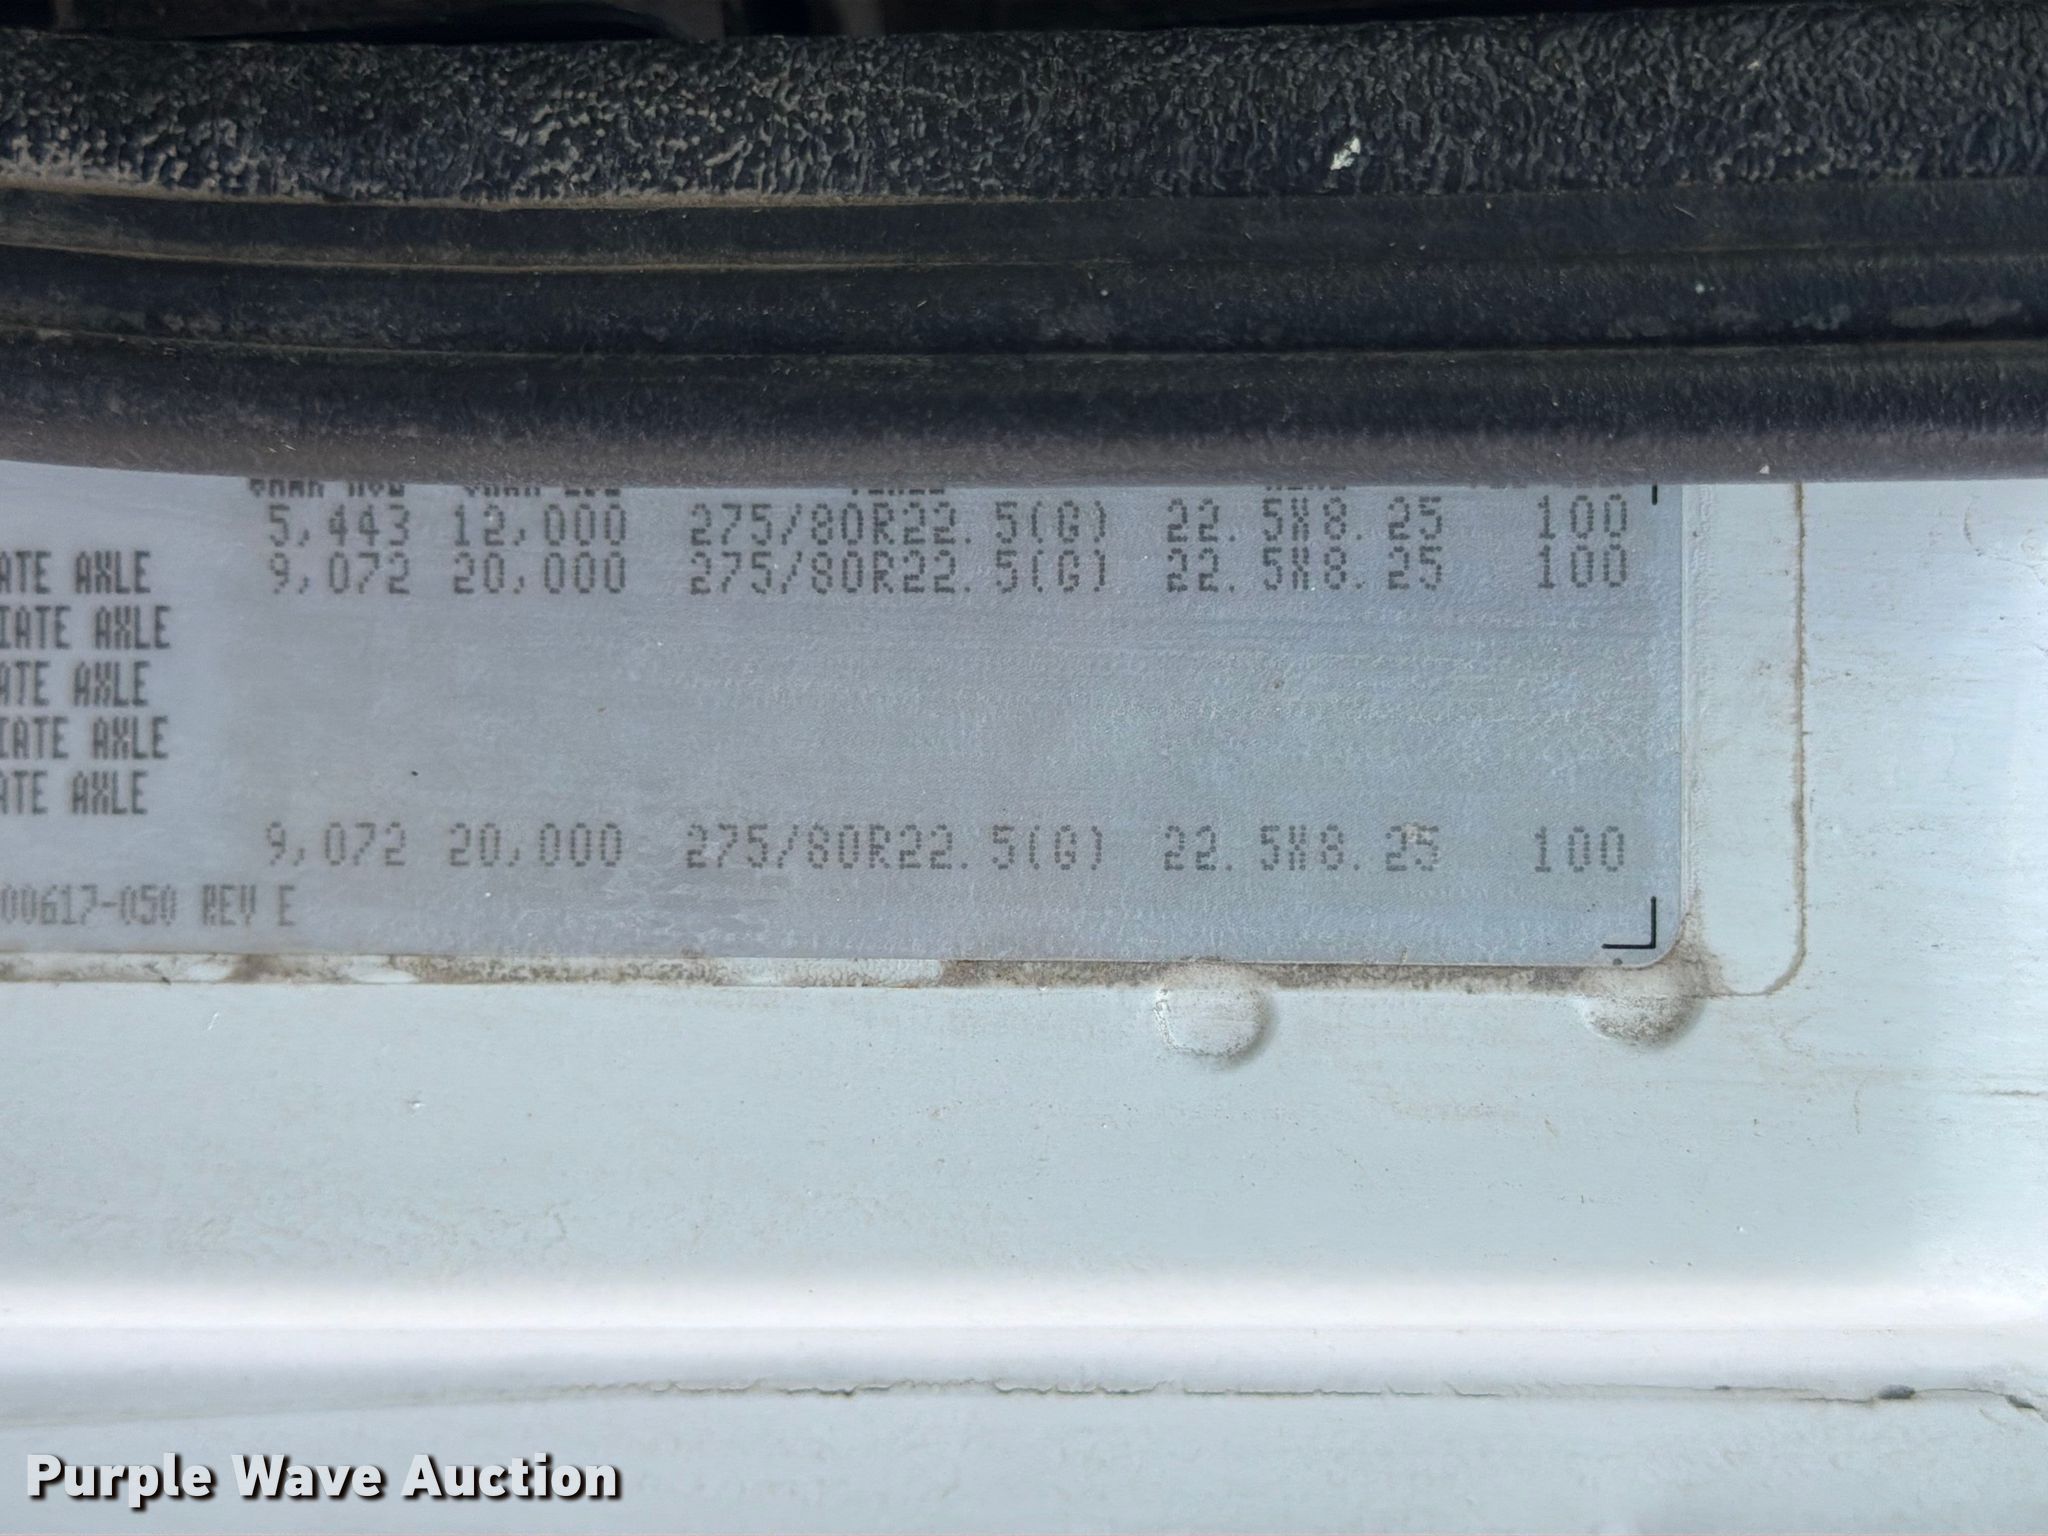 5,443 12,000 275/80R22.5(G) 22.5X8.25 100
ATE AXLE 9,072 20,000 275/80R22.5(G) 22.5X8.25 100
IATE AXLE
ATE AXLE
IATE AXLE
ATE AXLE
9,072 20,000 275/80R22.5(G) 22.5X8.25 100
00617-050 REV E
Purple Wave Auction